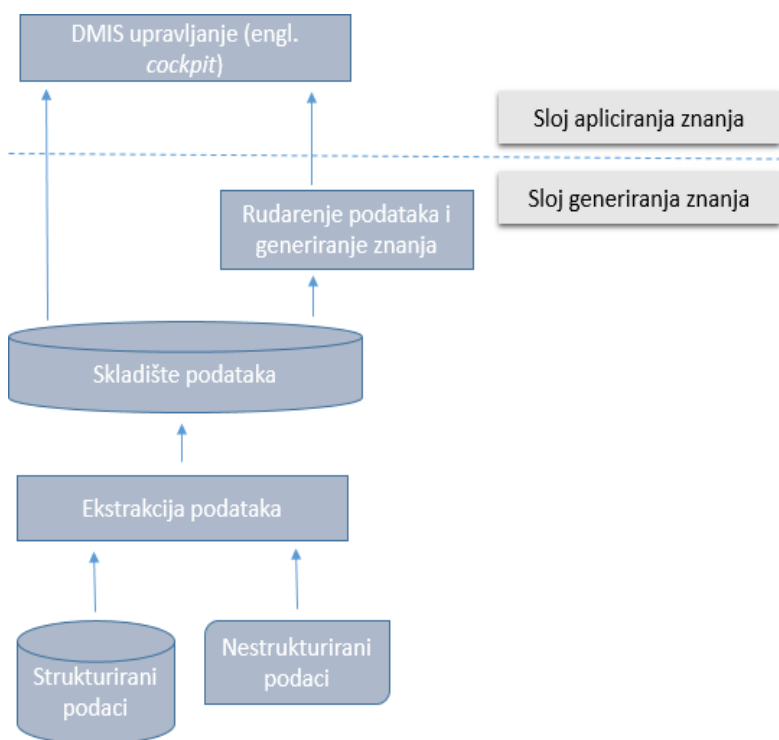 DMIS upravljanje (engl.
cockpit)
Sloj apliciranja znanja
Sloj generiranja znanja
Rudarenje podataka i
generiranje znanja
Skladište podataka
Ekstrakcija podataka
Strukturirani
podaci
Nestrukturirani
podaci